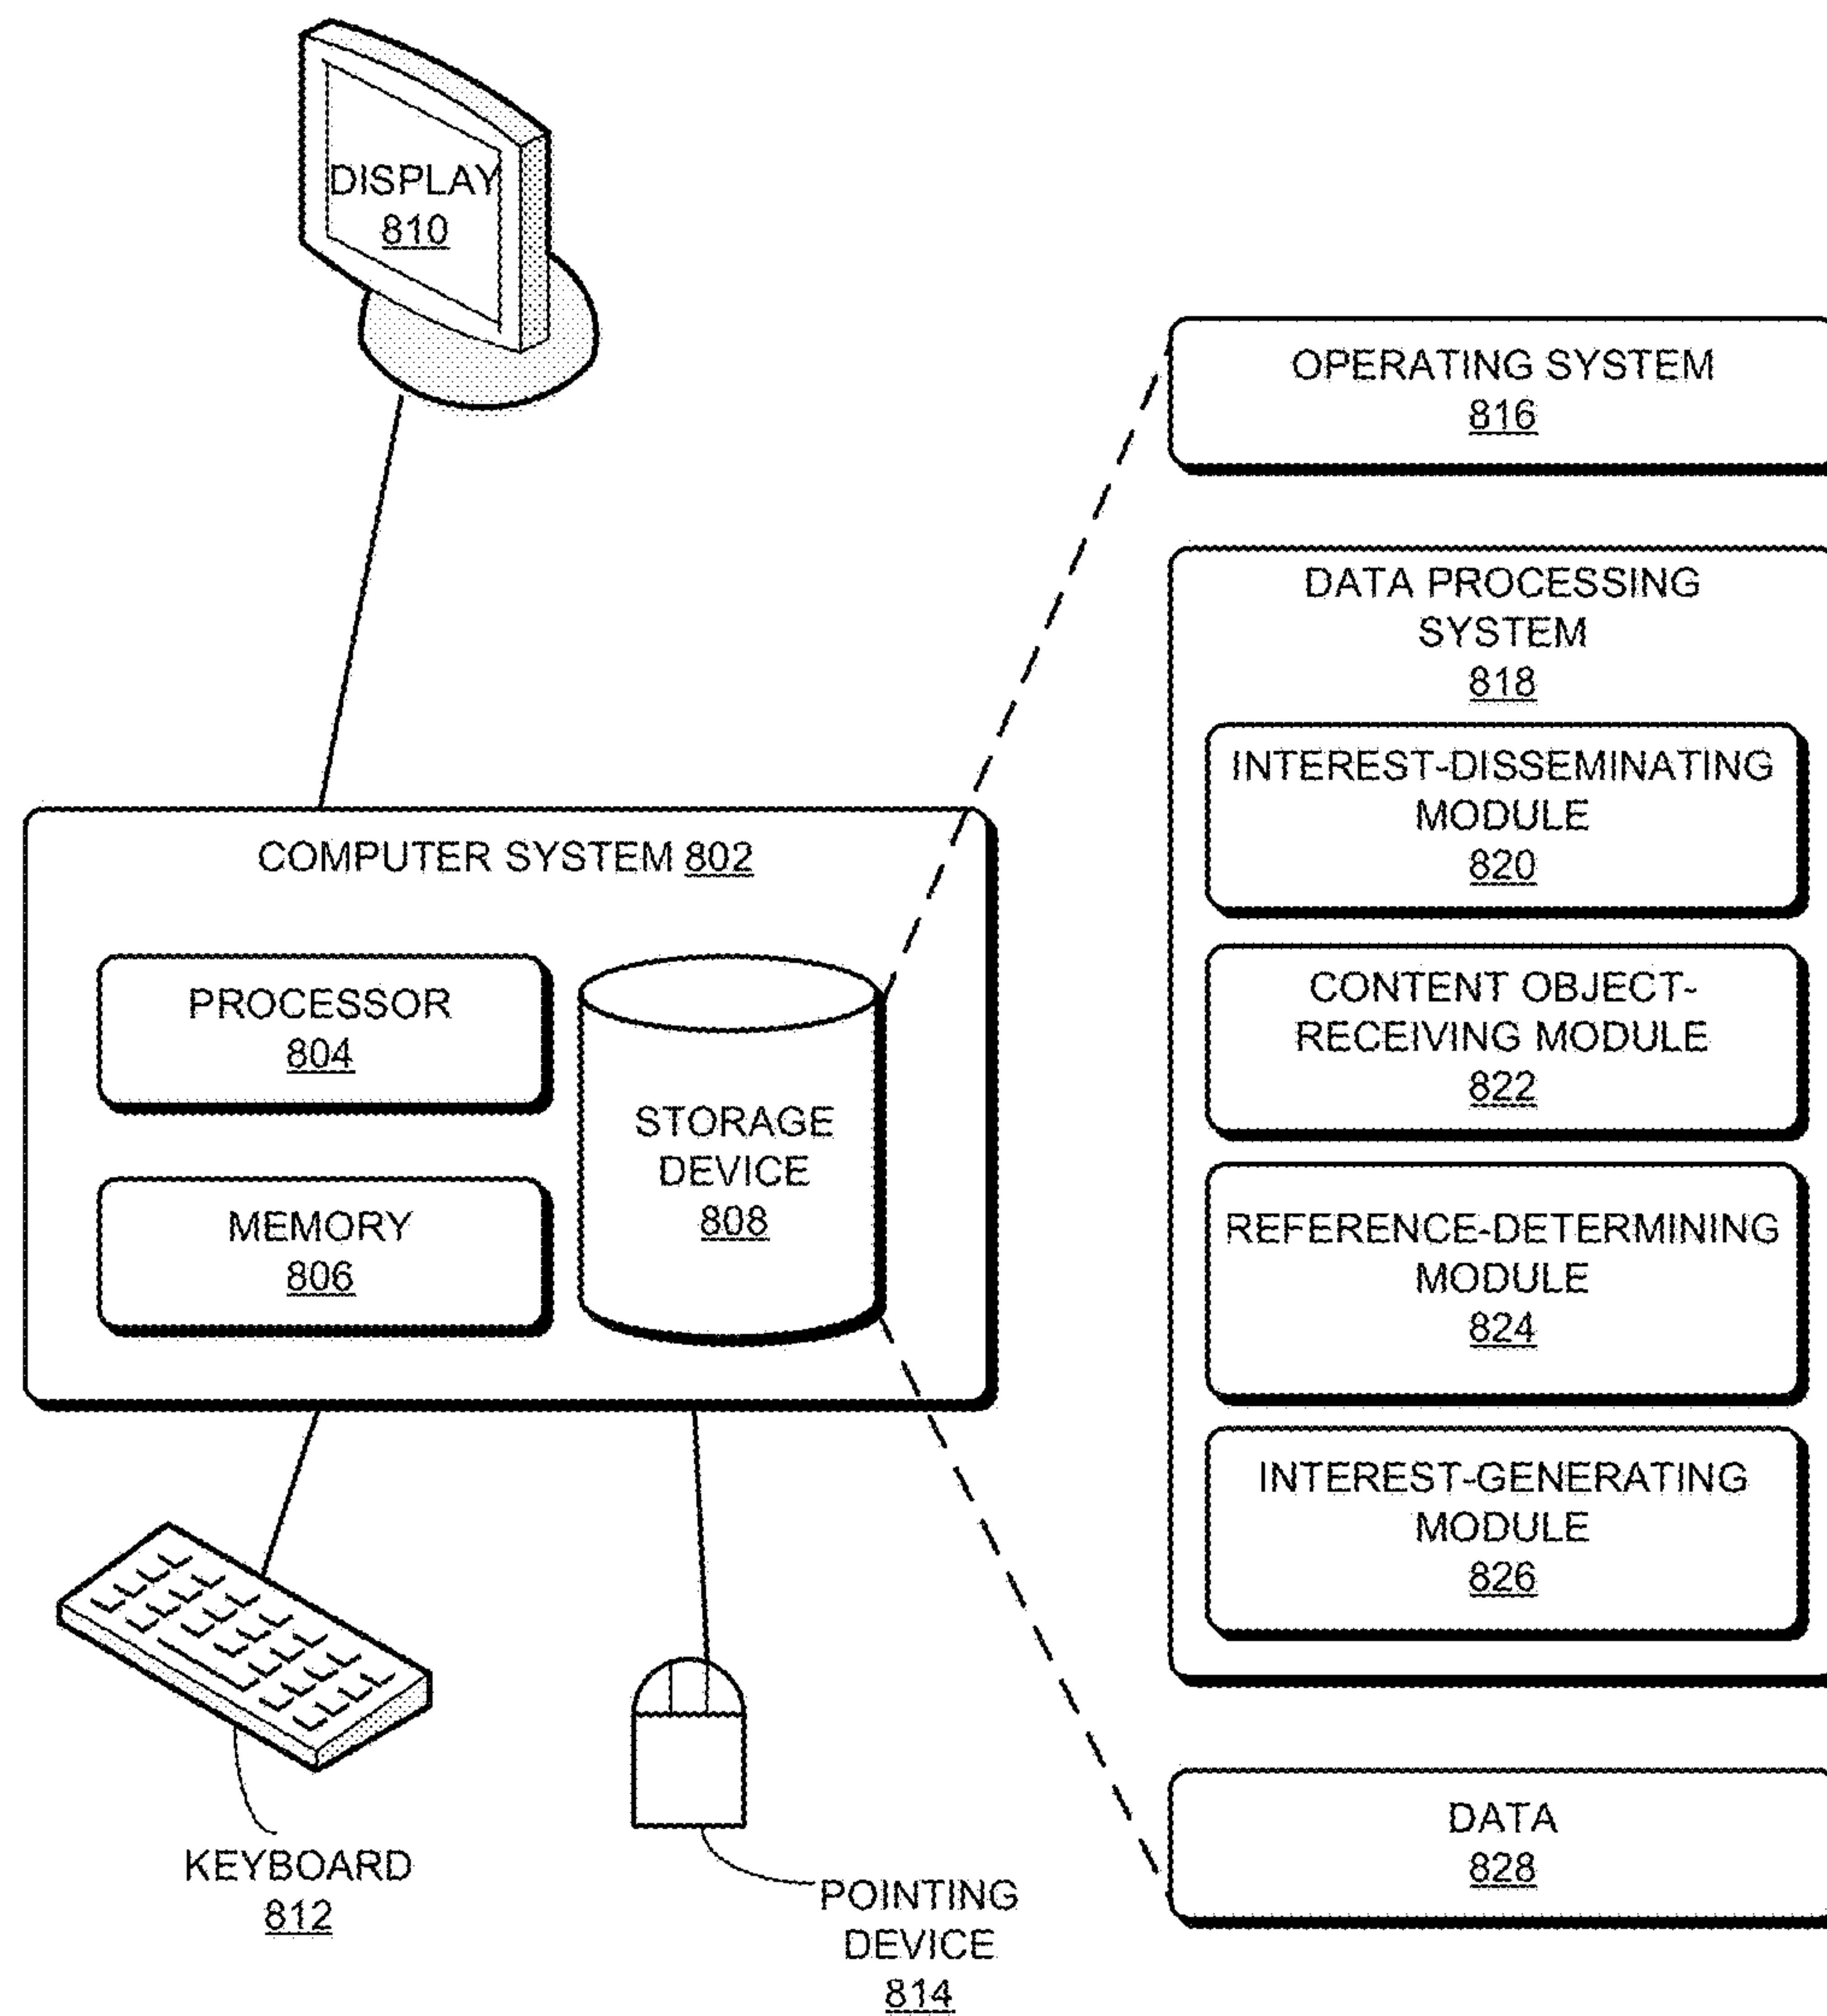 DISPLAY
810
COMPUTER SYSTEM 802
PROCESSOR
804
MEMORY
806
STORAGE
DEVICE
808
KEYBOARD
812
POINTING
DEVICE
814
OPERATING SYSTEM
816
DATA PROCESSING
SYSTEM
818
INTEREST-DISSEMINATING
MODULE
820
CONTENT OBJECT-
RECEIVING MODULE
822
REFERENCE-DETERMINING
MODULE
824
INTEREST-GENERATING
MODULE
826
DATA
828